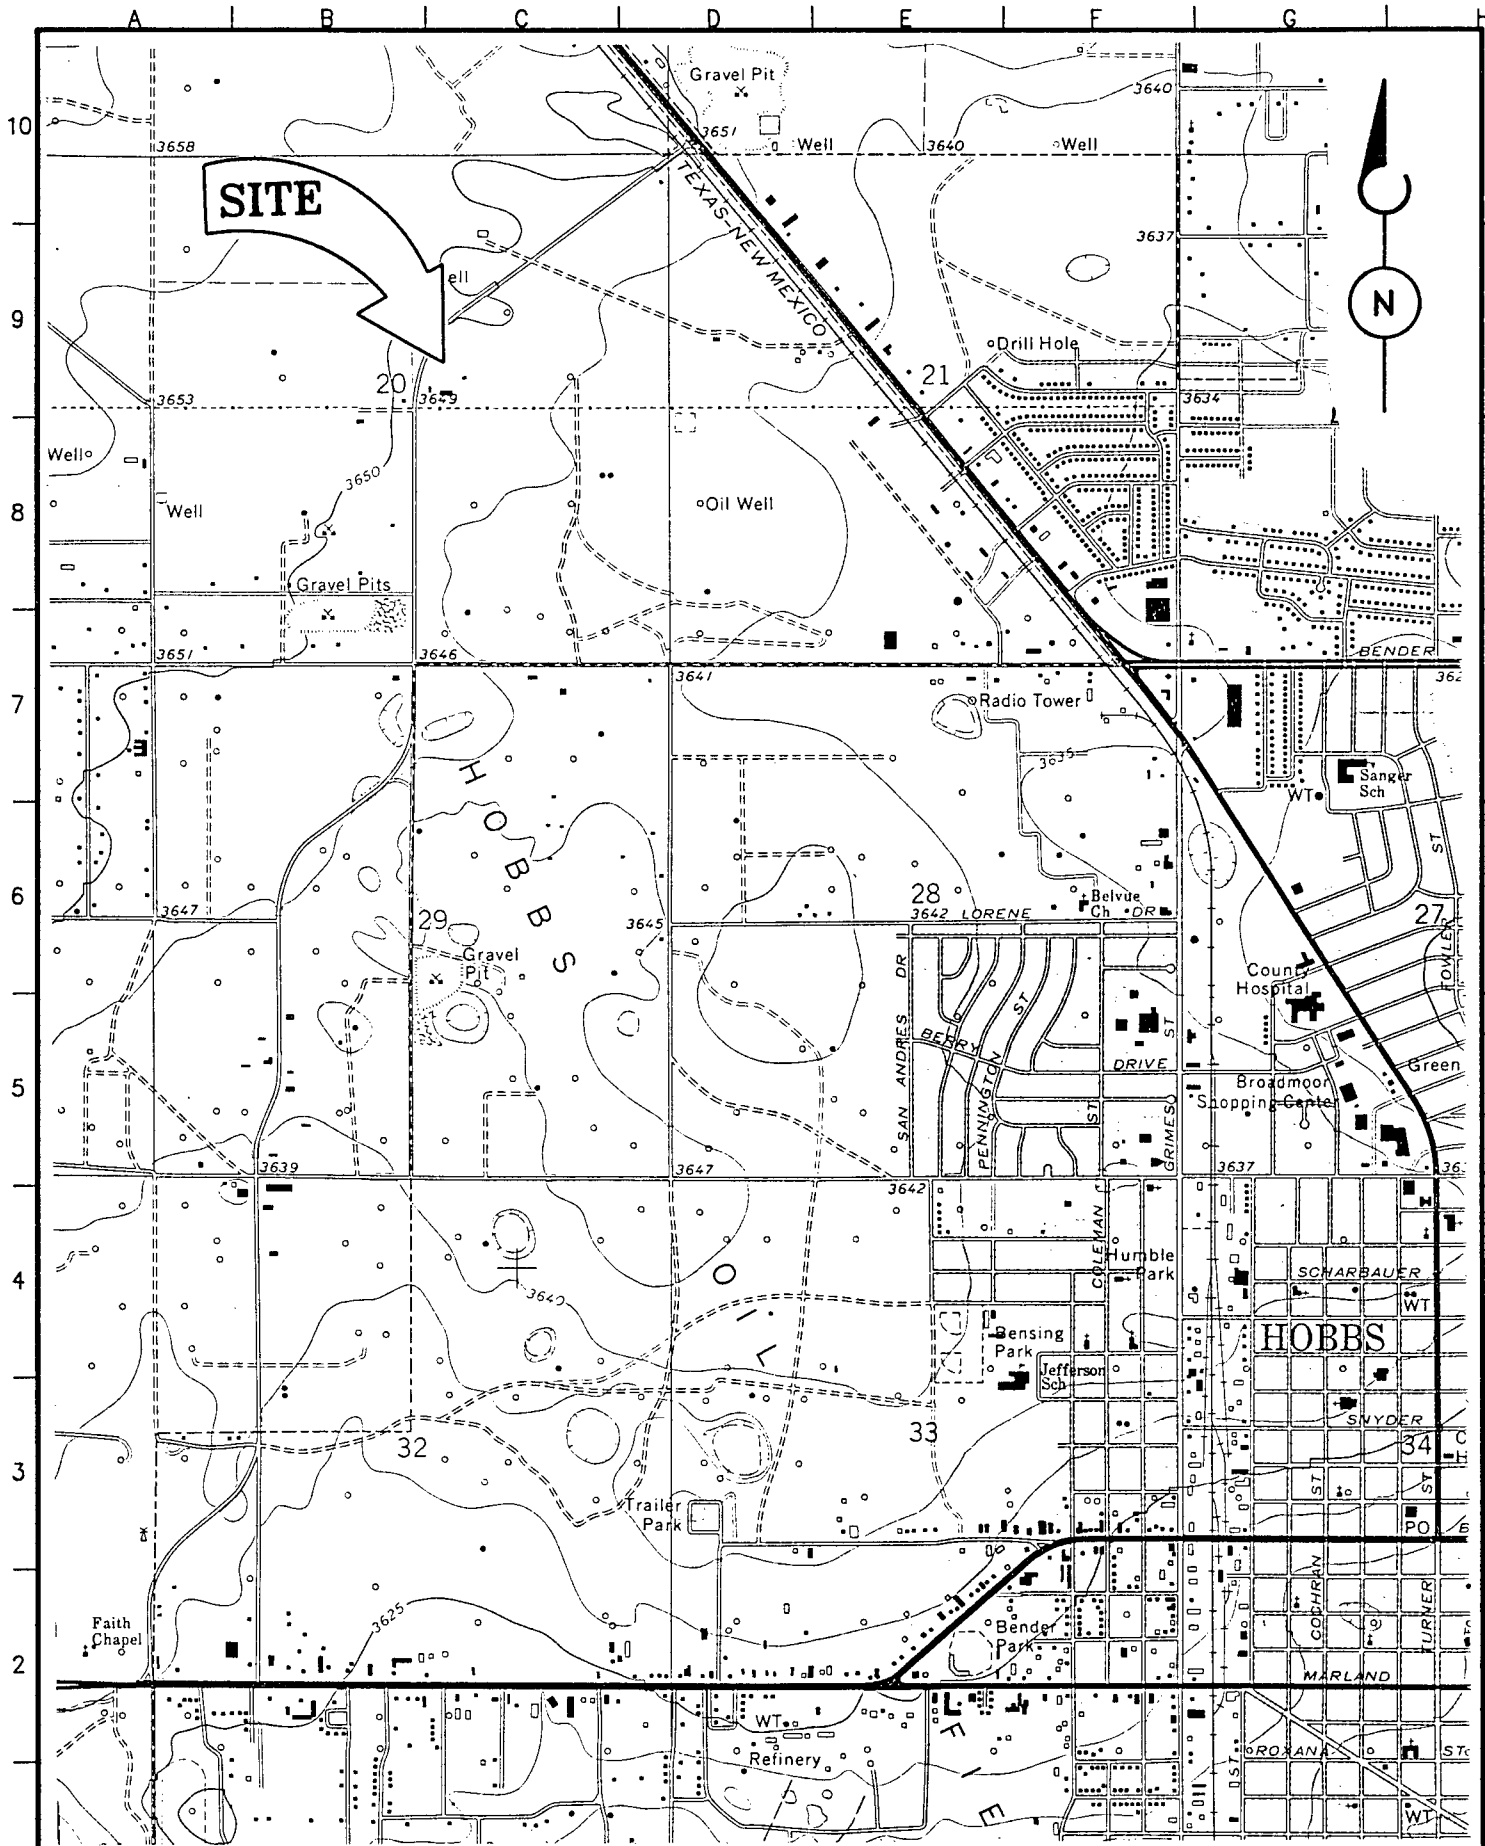 A B C D E F G H
10
Gravel Pit
3640
3651
Well
3640
Well
3658
SITE
TEXAS-NEW MEXICO
3637
ell
N
9
Drill Hole
20
21
3653
3649
3634
Well
3650
8
Well
Oil Well
Gravel Pits
3651
3646
BENDER
3641
362
7
Radio Tower
3635
HOBBS
Sanger
Sch
WT
ST
6
28
Belvue
Ch
DR
3647
29
3645
3642 LORENE
27
FOWLER
Gravel
Pit
County
Hospital
SAN ANDRES DR
BERRY
PENNINGTON ST
ST
DRIVE
ST
GRIMES
Green
5
Broadmoor
Shopping Center
3639
3647
3637
363
3642
COLEMAN
Humble
Park
4
SCHARBAUER
WT
3640
OIL
Bensing
Park
HOBBS
Jefferson
Sch
SNYDER
33
34
C
H
32
3
ST
ST
Trailer
Park
PO
B
COCHRAN
TURNER
3625
Faith
Chapel
Bender
Park
2
MARLAND
WT
FIE
Refinery
ROXANA
ST
ST
WT